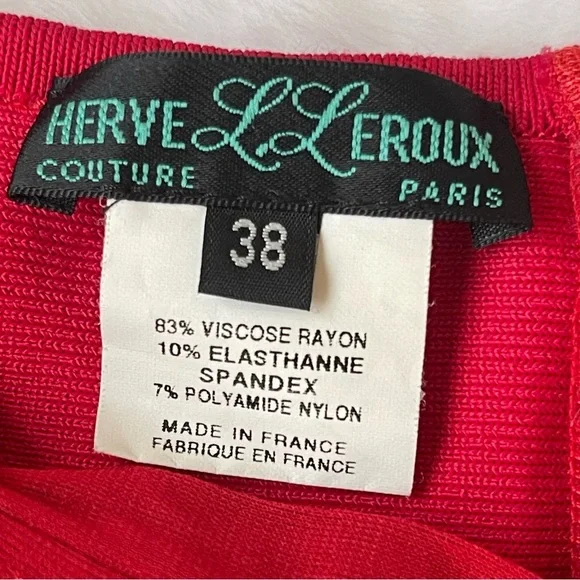 HERVE L.LEROUX
COUTURE PARIS
38
83% VISCOSE RAYON
10% ELASTHANNE
SPANDEX
7% POLYAMIDE NYLON
MADE IN FRANCE
FABRIQUE EN FRANCE